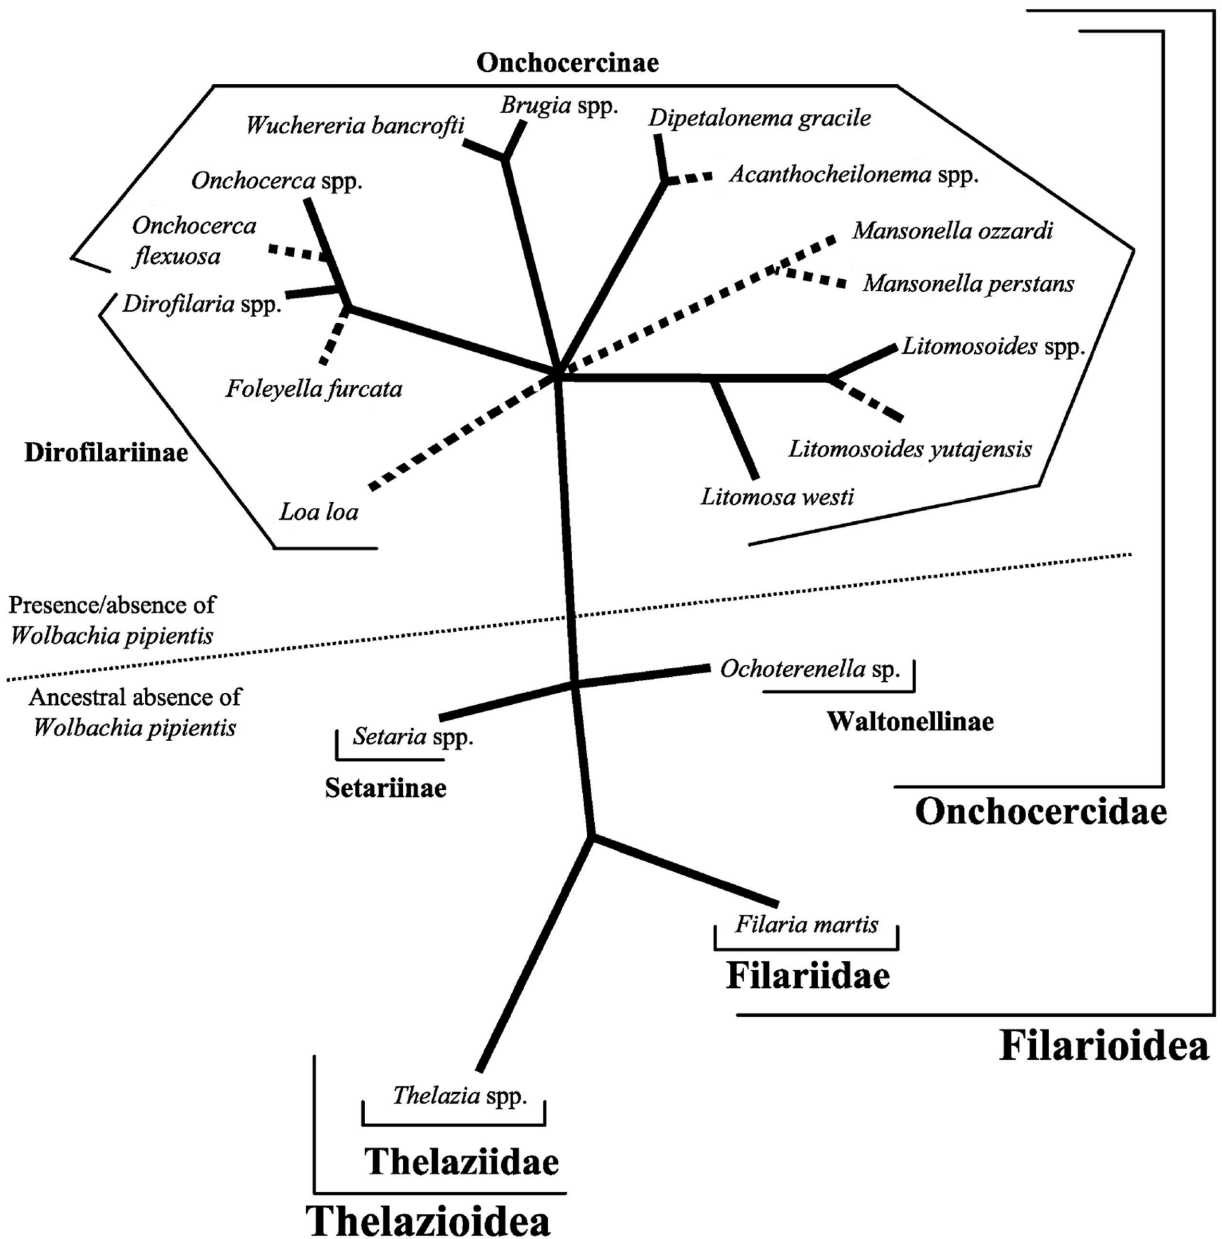 Onchocercinae
Brugia spp.
Wuchereria bancrofti
Dipetalonema gracile
Onchocerca spp.
Acanthocheilonema spp.
Onchocerca
flexuosa
Mansonella ozzardi
Mansonella perstans
Dirofilaria spp.
Litomosoides spp.
Foleyella furcata
Dirofilariinae
Litomosoides yutajensis
Litomosa westi
Loa loa
Presence/absence of
Wolbachia pipientis
Ancestral absence of
Wolbachia pipientis
Ochoterenella sp.
Waltonellinae
Setaria spp.
Setariinae
Onchocercidae
Filaria martis
Filariidae
Filarioidea
Thelazia spp.
Thelaziidae
Thelazioidea